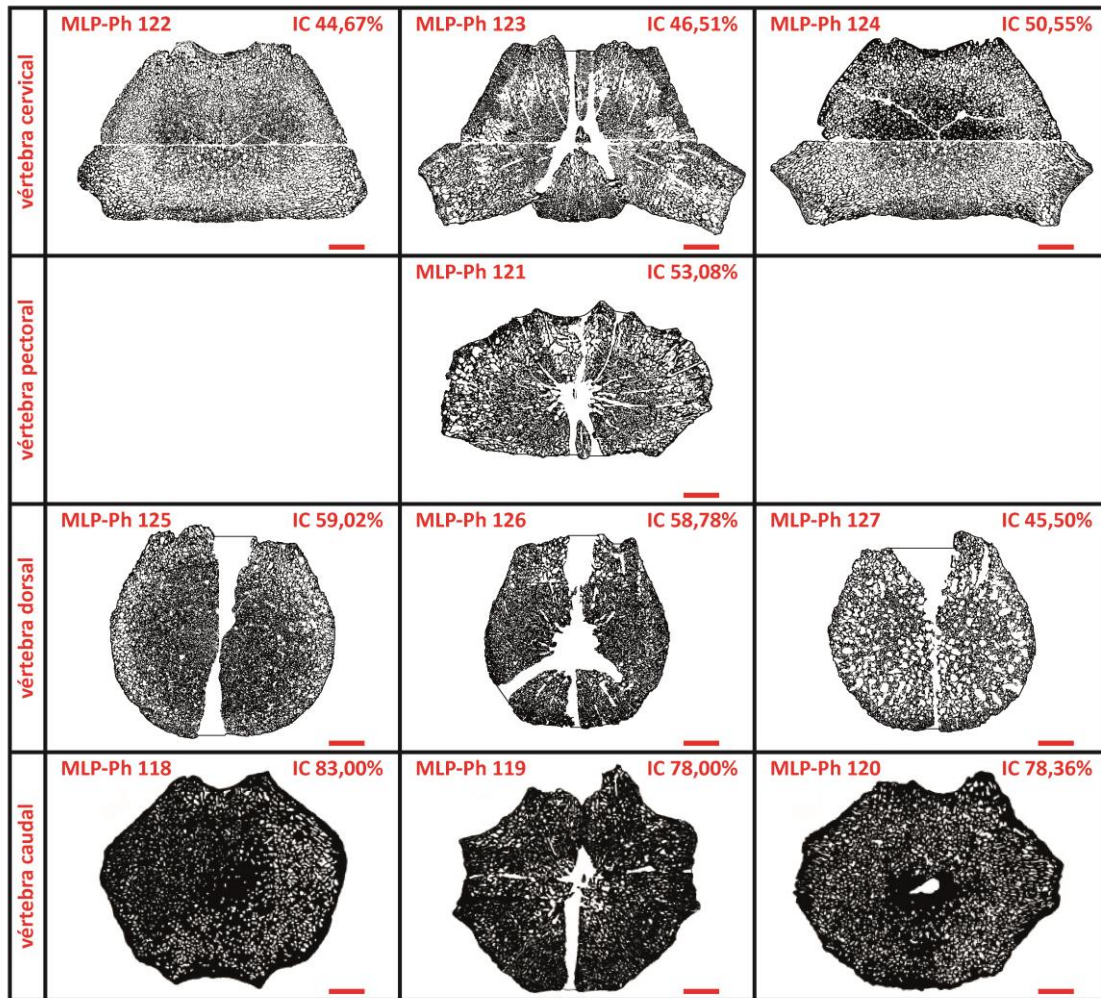 vértebra cervical
MLP-Ph 122 IC 44,67%
MLP-Ph 123 IC 46,51%
MLP-Ph 124 IC 50,55%
vértebra pectoral
MLP-Ph 121 IC 53,08%
vértebra dorsal
MLP-Ph 125 IC 59,02%
MLP-Ph 126 IC 58,78%
MLP-Ph 127 IC 45,50%
vértebra caudal
MLP-Ph 118 IC 83,00%
MLP-Ph 119 IC 78,00%
MLP-Ph 120 IC 78,36%